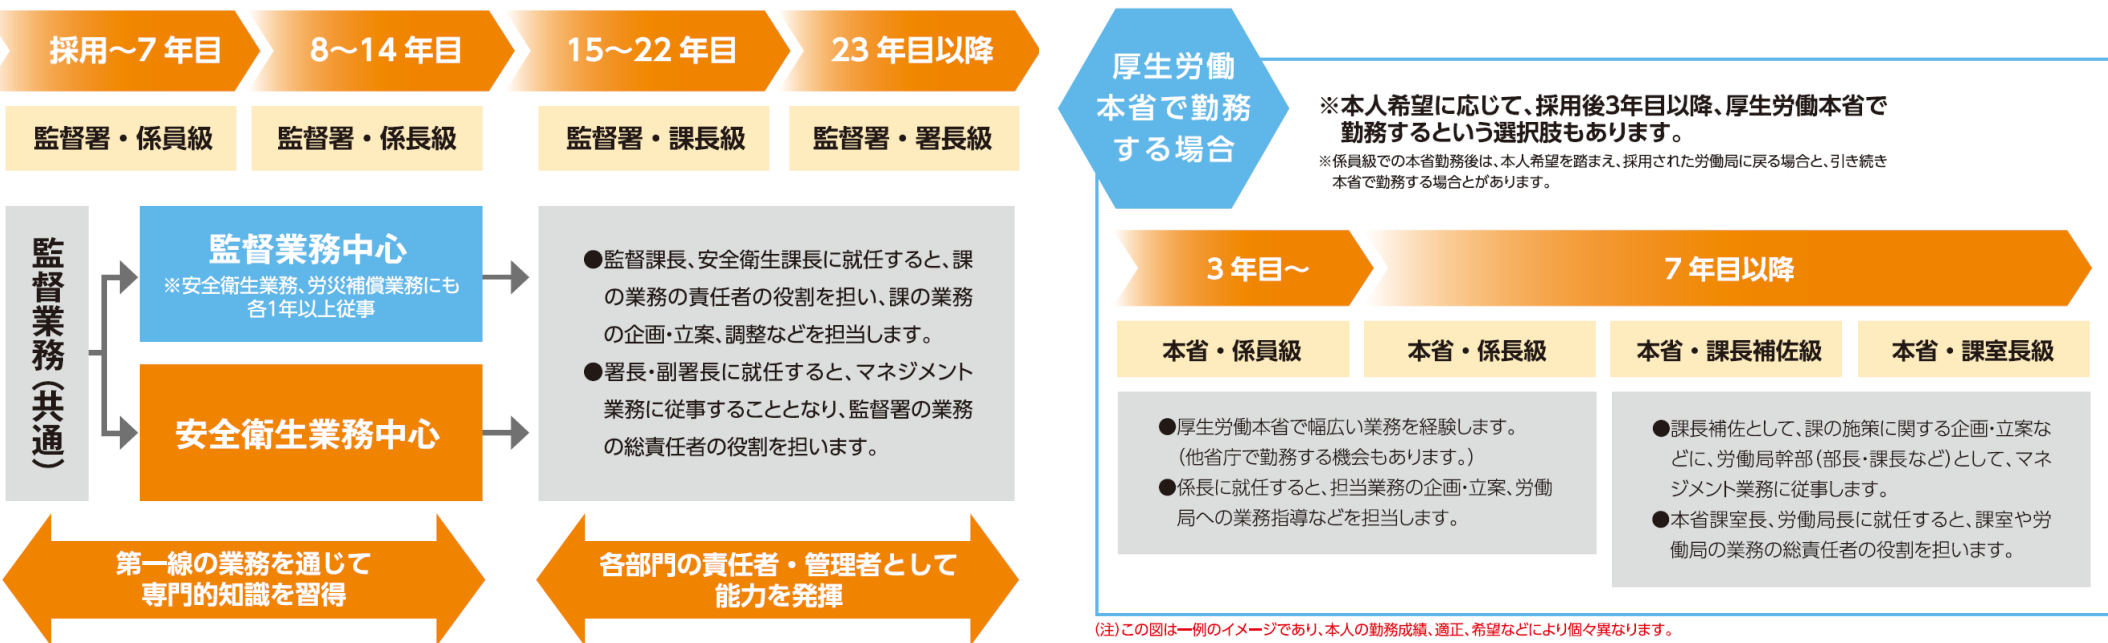 採用～7年目
8～14年目
15～22年目
23年目以降
監督署・係員級
監督署・係長級
監督署・課長級
監督署・署長級
監督業務（共通）
監督業務中心
※安全衛生業務、労災補償業務にも
各1年以上従事
安全衛生業務中心
●監督課長、安全衛生課長に就任すると、課
の業務の責任者の役割を担い、課の業務
の企画・立案、調整などを担当します。
●署長・副署長に就任すると、マネジメント
業務に従事することとなり、監督署の業務
の総責任者の役割を担います。
第一線の業務を通じて
専門的知識を習得
各部門の責任者・管理者として
能力を発揮
厚生労働
本省で勤務
する場合
※本人希望に応じて、採用後3年目以降、厚生労働本省で
勤務するという選択肢もあります。
※係員級での本省勤務後は、本人希望を踏まえ、採用された労働局に戻る場合と、引き続き
本省で勤務する場合とがあります。
3年目～
7年目以降
本省・係員級
本省・係長級
本省・課長補佐級
本省・課室長級
●厚生労働本省で幅広い業務を経験します。
（他省庁で勤務する機会もあります。）
●係長に就任すると、担当業務の企画・立案、労働
局への業務指導などを担当します。
●課長補佐として、課の施策に関する企画・立案な
どに、労働局幹部（部長・課長など）として、マネ
ジメント業務に従事します。
●本省課室長、労働局長に就任すると、課室や労
働局の業務の総責任者の役割を担います。
（注）この図は一例のイメージであり、本人の勤務成績、適正、希望などにより個々異なります。